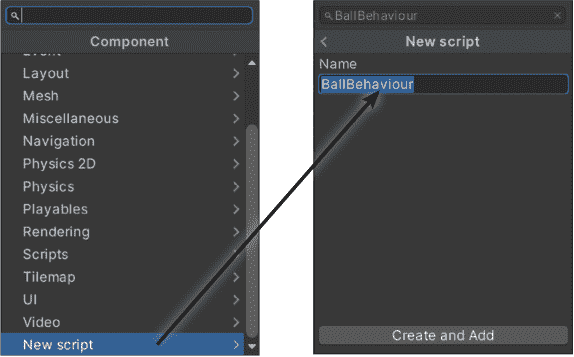 Component
Event
Layout
Mesh
Miscellaneous
Navigation
Physics 2D
Physics
Playables
Rendering
Scripts
Tilemap
UI
Video
New script
BallBehaviour
New script
Name
BallBehaviour
Create and Add